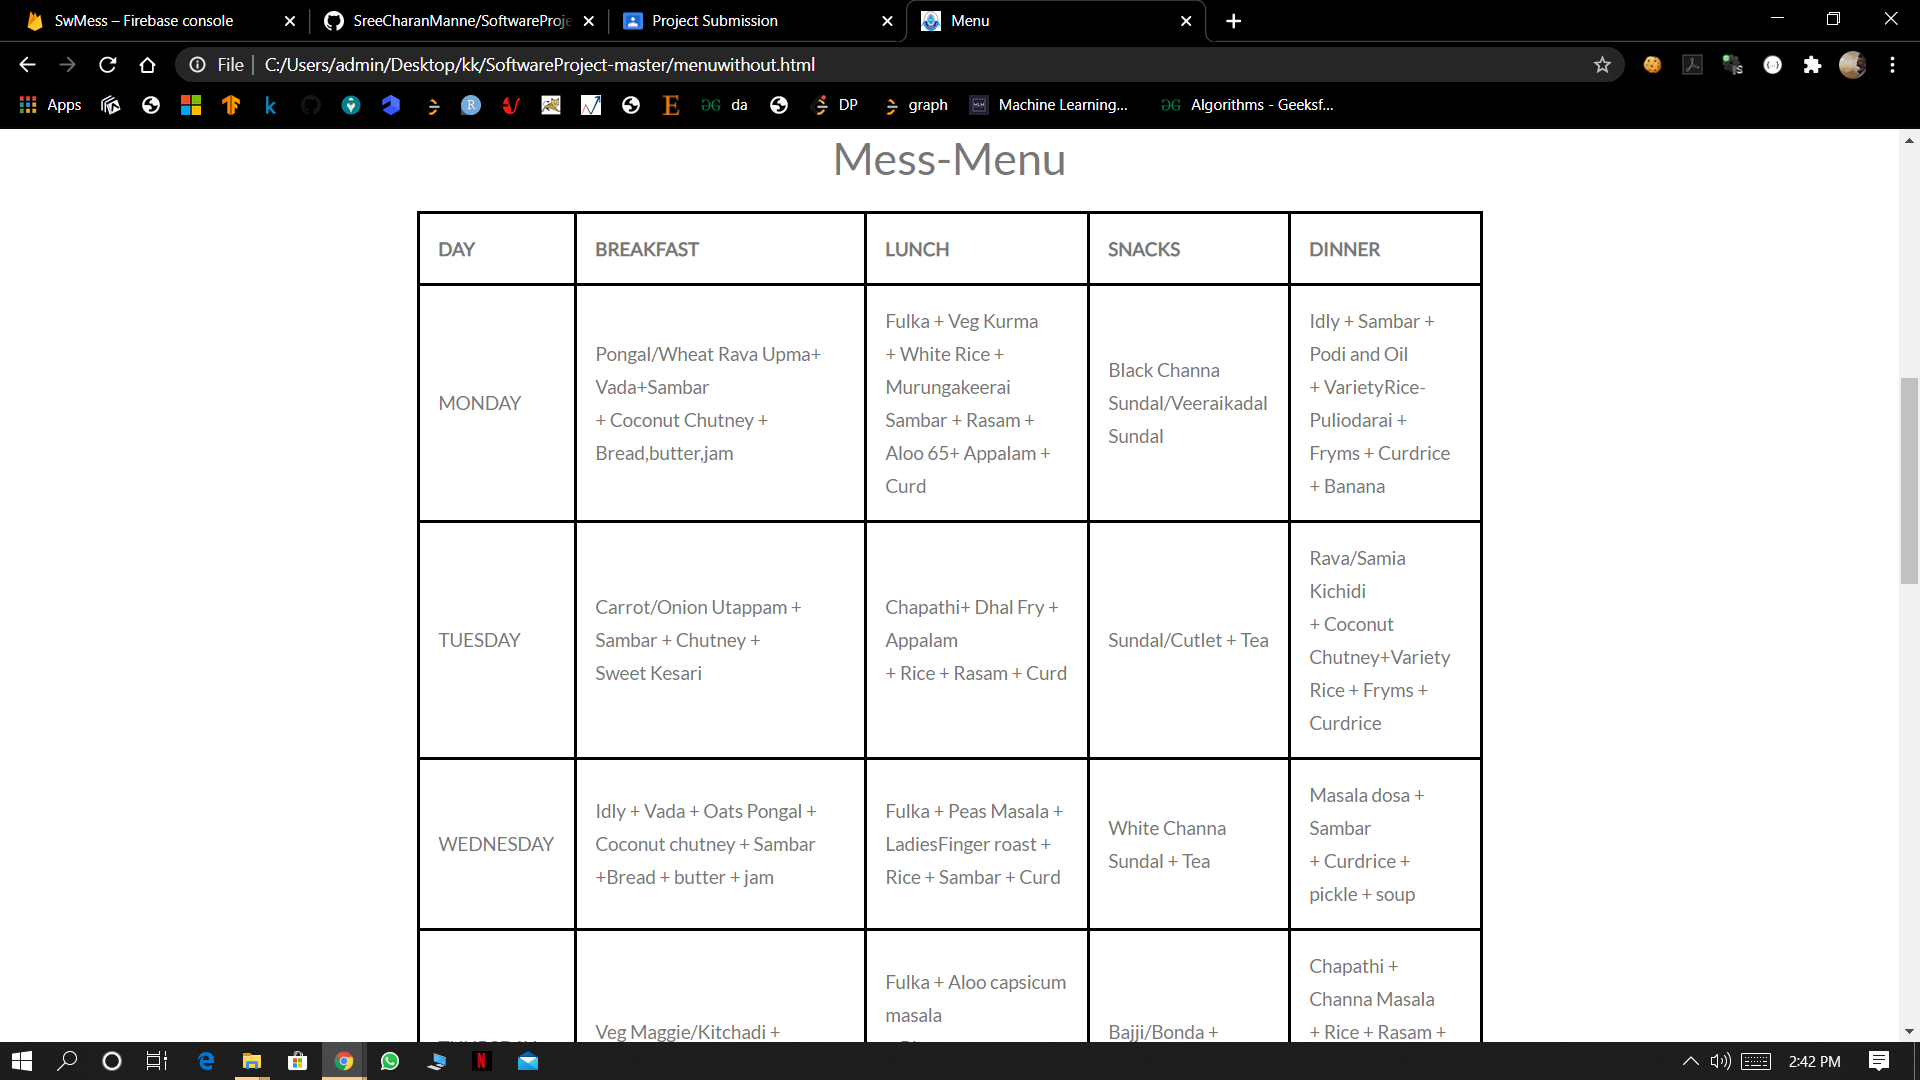 SwMess – Firebase console
SreeCharanManne/SoftwareProje
Project Submission
Menu
File
C:/Users/admin/Desktop/kk/SoftwareProject-master/menuwithout.html
Apps
da
DP
graph
Machine Learning...
Algorithms - Geeksf...
Mess-Menu
DAY
BREAKFAST
LUNCH
SNACKS
DINNER
MONDAY
Pongal/Wheat Rava Upma+
Vada+Sambar
+ Coconut Chutney +
Bread,butter,jam
Fulka + Veg Kurma
+ White Rice +
Murungakeerai
Sambar + Rasam +
Aloo 65+ Appalam +
Curd
Black Channa
Sundal/Veeraikadal
Sundal
Idly + Sambar +
Podi and Oil
+ VarietyRice-
Puliodarai +
Fryms + Curdrice
+ Banana
TUESDAY
Carrot/Onion Utappam +
Sambar + Chutney +
Sweet Kesari
Chapathi+ Dhal Fry +
Appalam
+ Rice + Rasam + Curd
Sundal/Cutlet + Tea
Rava/Samia
Kichidi
+ Coconut
Chutney+Variety
Rice + Fryms +
Curdrice
WEDNESDAY
Idly + Vada + Oats Pongal +
Coconut chutney + Sambar
+Bread + butter + jam
Fulka + Peas Masala +
LadiesFinger roast +
Rice + Sambar + Curd
White Channa
Sundal + Tea
Masala dosa +
Sambar
+ Curdrice +
pickle + soup
Veg Maggie/Kitchadi +
Fulka + Aloo capsicum
masala
Bajji/Bonda +
Chapathi +
Channa Masala
+ Rice + Rasam +
2:42 PM